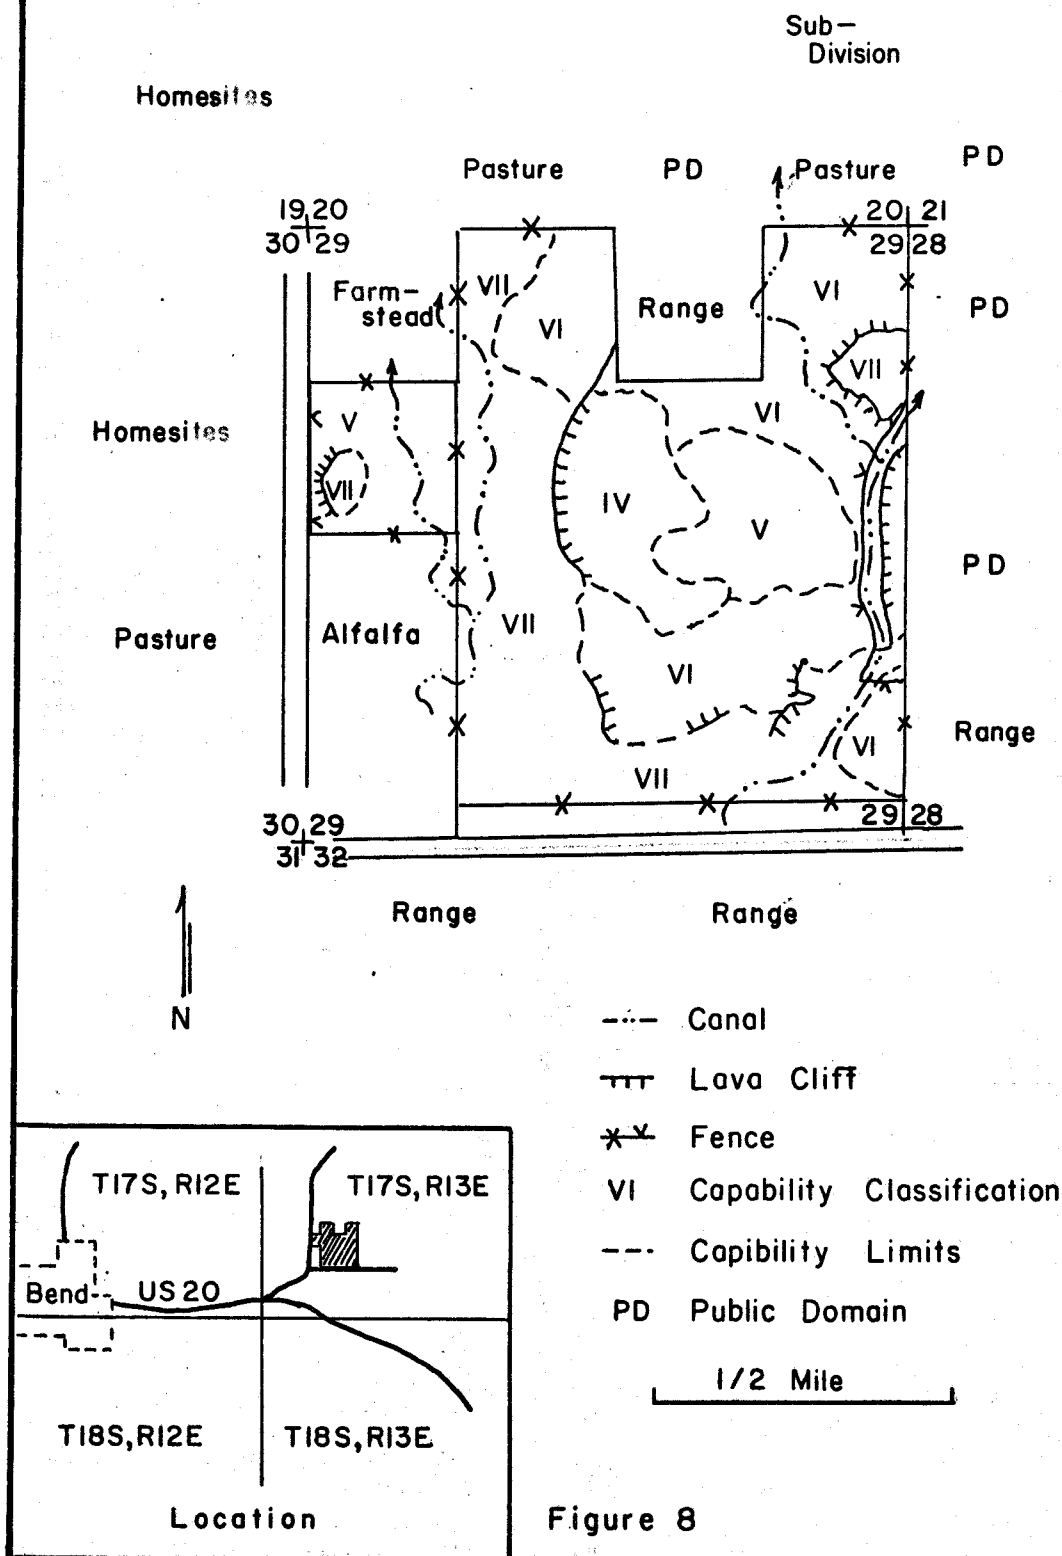 Sub-
Division
Homesites
Pasture PD Pasture PD
19 20
30 29
20 21
29 28
Farm-
stead
VII
VI
Range
VI
PD
VII
Homesites
V
VI
VII
IV
V
PD
Pasture
Alfalfa
VII
VI
VI
Range
VII
30 29
31 32
29 28
Range Range
N
Canal
Lava Cliff
Fence
VI Capability Classification
Capibility Limits
PD Public Domain
1/2 Mile
T17S, R12E T17S, R13E
Bend US 20
T18S, R12E T18S, R13E
Location
Figure 8